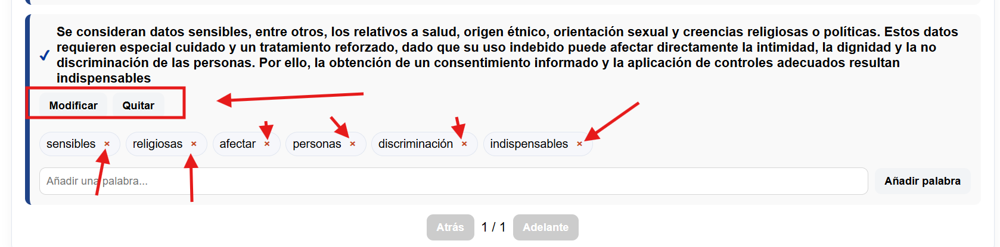 Se consideran datos sensibles, entre otros, los relativos a salud, origen étnico, orientación sexual y creencias religiosas o políticas. Estos datos
requieren especial cuidado y un tratamiento reforzado, dado que su uso indebido puede afectar directamente la intimidad, la dignidad y la no
✓ discriminación de las personas. Por ello, la obtención de un consentimiento informado y la aplicación de controles adecuados resultan
indispensables
Modificar Quitar
sensibles × religiosas × afectar × personas × discriminación × indispensables ×
Añadir una palabra... Añadir palabra
Atrás 1 / 1 Adelante